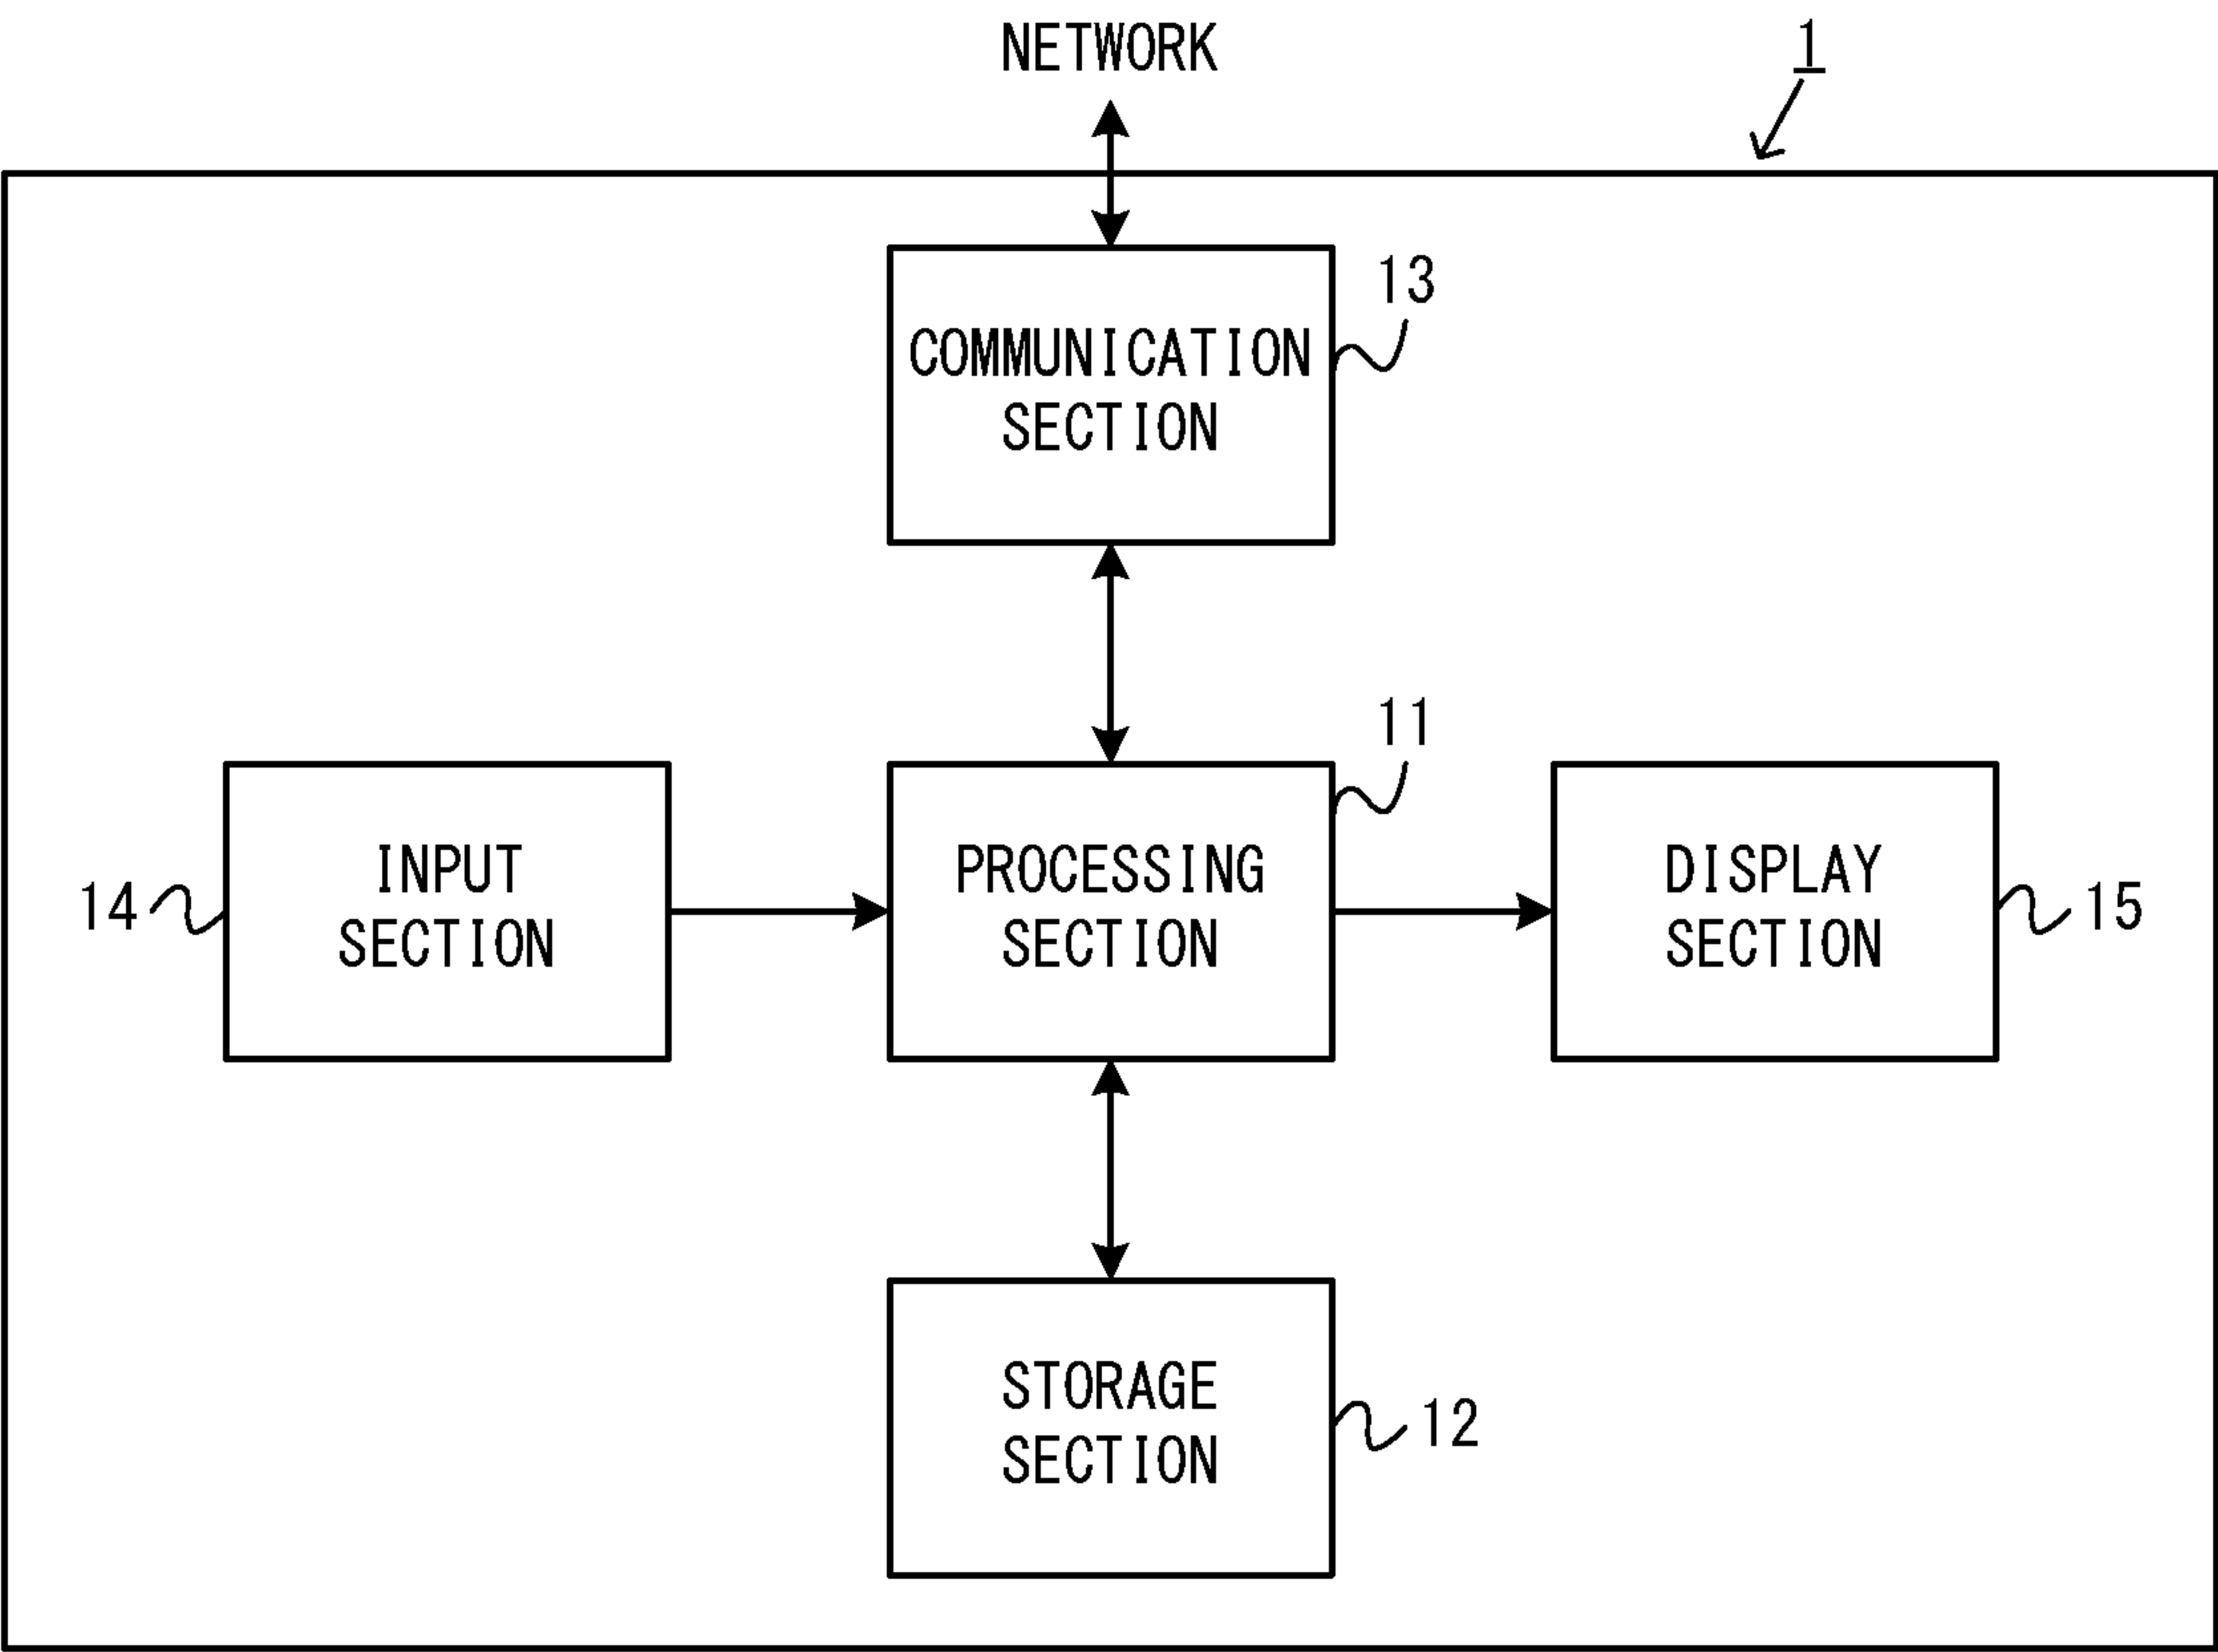 NETWORK
1
13
COMMUNICATION
SECTION
11
INPUT
SECTION
14
PROCESSING
SECTION
DISPLAY
SECTION
15
STORAGE
SECTION
12